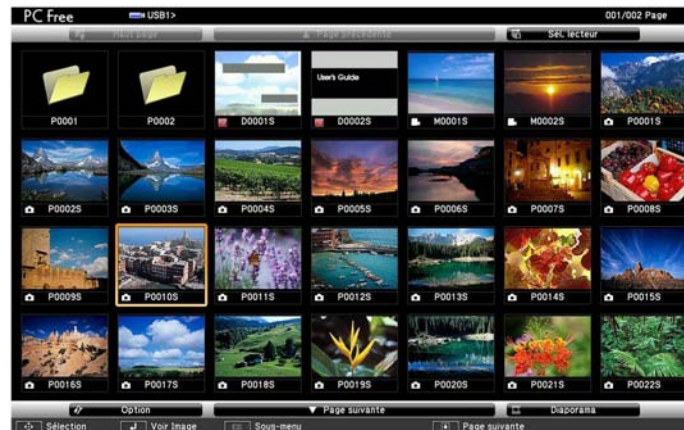 PC Free USB1> 001/002 Page
Haut page ▲ Page précédente Sél. lecteur
P0001 P0002 D0001S D0002S M0001S M0002S P0001S
User's Guide
P0002S P0003S P0004S P0005S P0006S P0007S P0008S
P0009S P0010S P0011S P0012S P0013S P0014S P0015S
P0016S P0017S P0018S P0019S P0020S P0021S P0022S
Option ▼ Page suivante Diaporama
Sélection Voir Image Sous-menu Page suivante